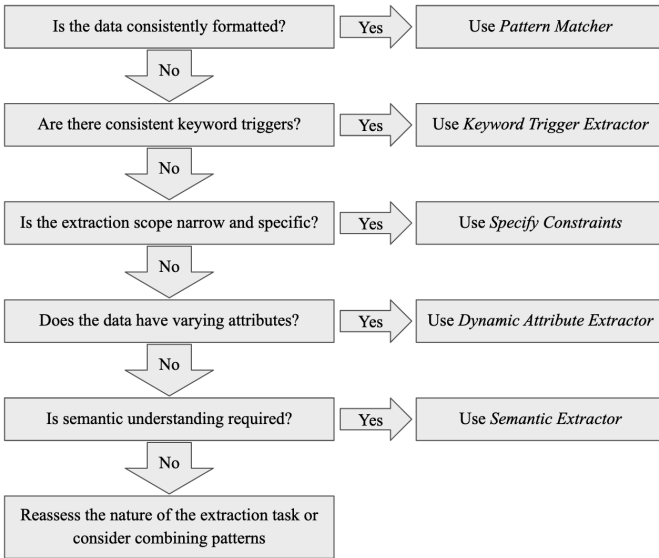 Is the data consistently formatted?
Yes
Use Pattern Matcher
No
Are there consistent keyword triggers?
Yes
Use Keyword Trigger Extractor
No
Is the extraction scope narrow and specific?
Yes
Use Specify Constraints
No
Does the data have varying attributes?
Yes
Use Dynamic Attribute Extractor
No
Is semantic understanding required?
Yes
Use Semantic Extractor
No
Reassess the nature of the extraction task or
consider combining patterns